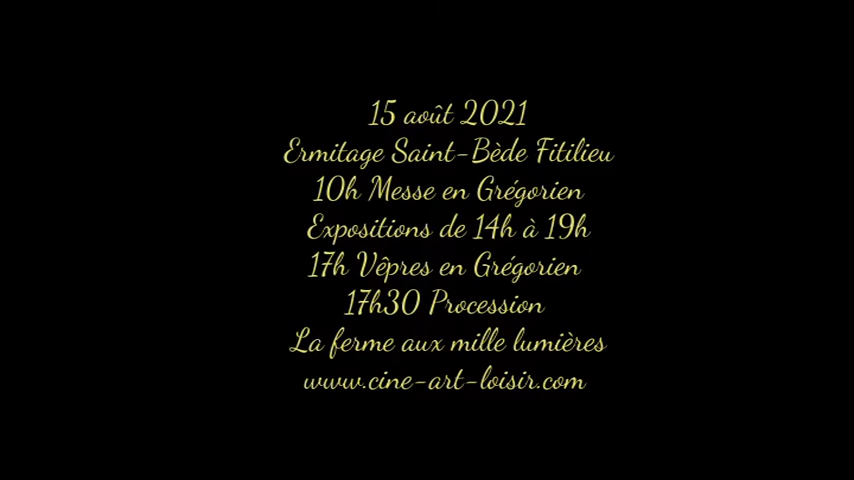 15 août 2021
Ermitage Saint-Bède Fitilieu
10h Messe en Grégorien
Expositions de 14h à 19h
17h Vêpres en Grégorien
17h30 Procession
La ferme aux mille lumières
www.cine-art-loisir.com